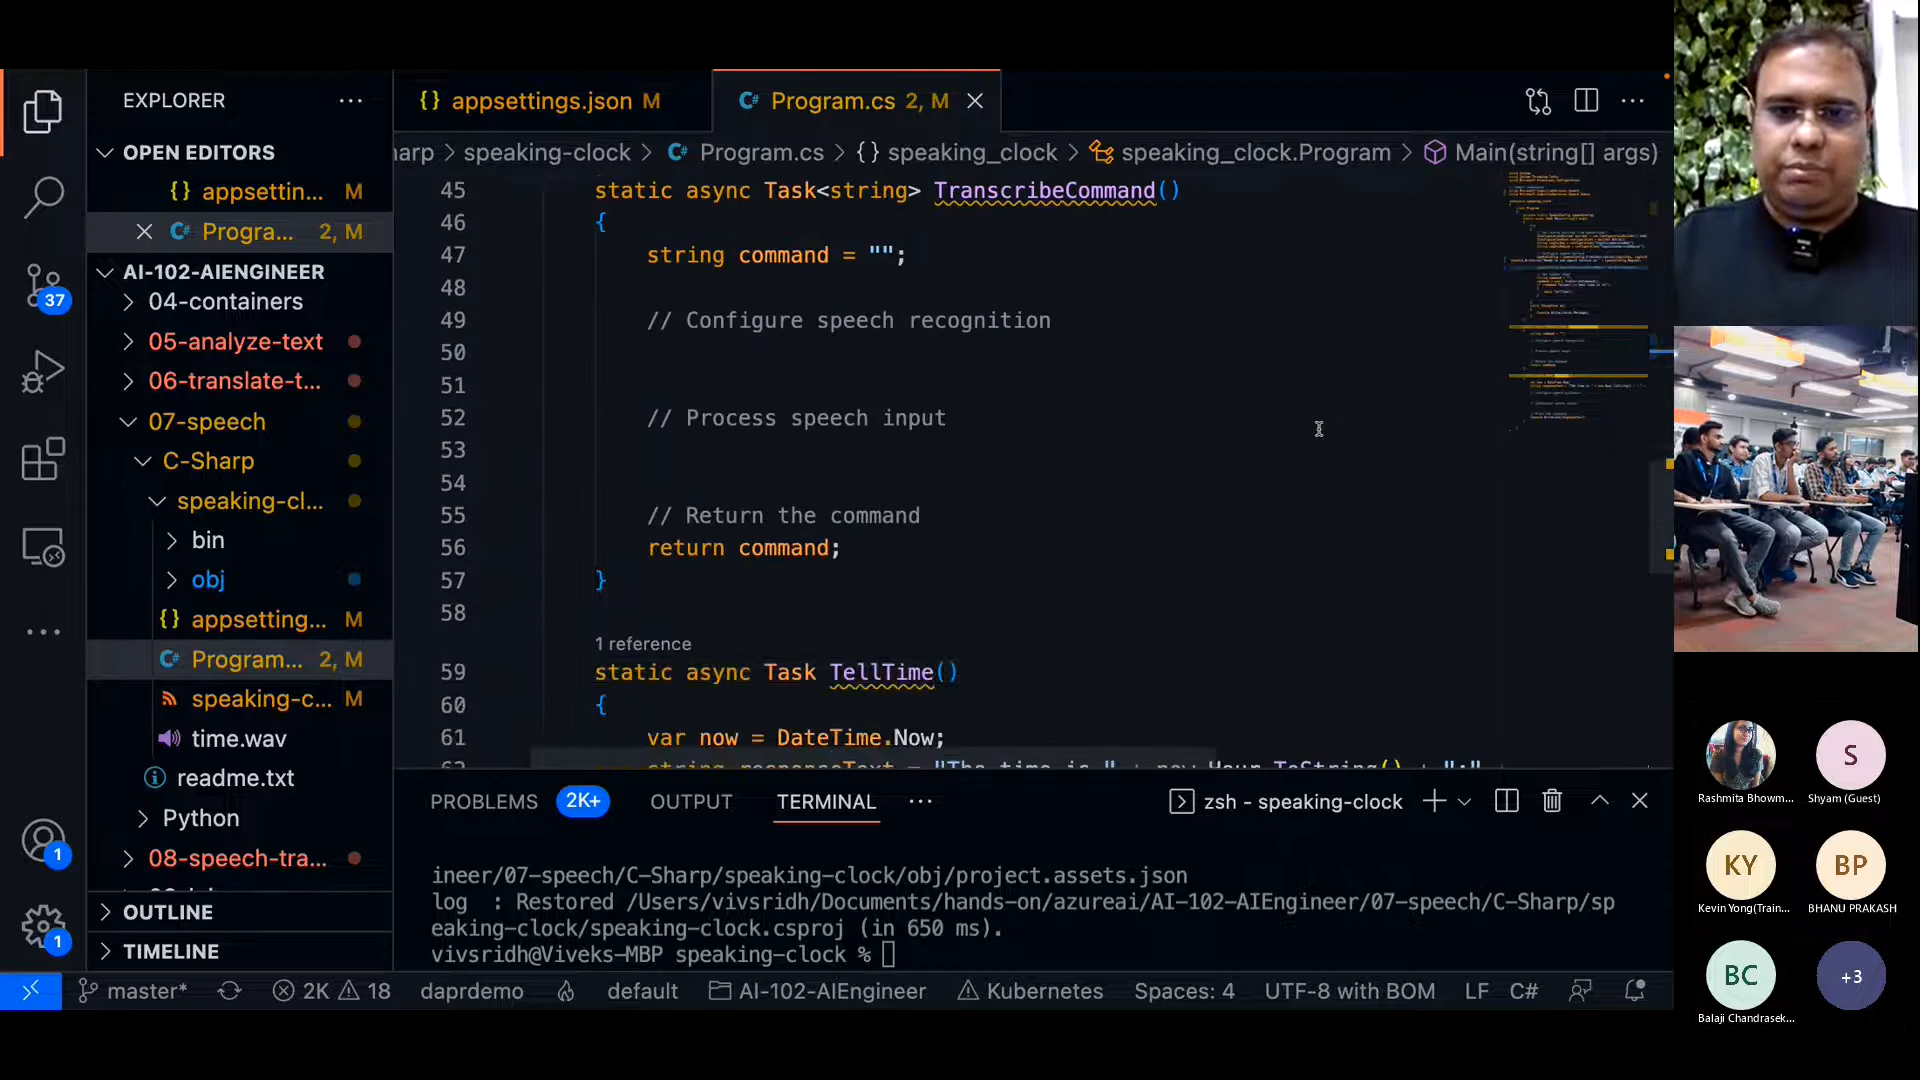 EXPLORER
OPEN EDITORS
appsettin... M
Progra... 2, M
AI-102-AIENGINEER
04-containers
05-analyze-text
06-translate-t...
07-speech
C-Sharp
speaking-cl...
bin
obj
appsetting... M
Program... 2, M
speaking-c... M
time.wav
readme.txt
Python
08-speech-tra...
OUTLINE
TIMELINE
37
1
1
appsettings.json M
Program.cs 2, M
arp > speaking-clock > Program.cs > {} speaking_clock > speaking_clock.Program > Main(string[] args)
45 static async Task<string> TranscribeCommand()
46 {
47 string command = "";
48
49 // Configure speech recognition
50
51
52 // Process speech input
53
54
55 // Return the command
56 return command;
57 }
58
1 reference
59 static async Task TellTime()
60 {
61 var now = DateTime.Now;
PROBLEMS 2K+ OUTPUT TERMINAL ... zsh - speaking-clock
ineer/07-speech/C-Sharp/speaking-clock/obj/project.assets.json
log : Restored /Users/vivsridh/Documents/hands-on/azureai/AI-102-AIEngineer/07-speech/C-Sharp/sp
eaking-clock/speaking-clock.csproj (in 650 ms).
vivsridh@Viveks-MBP speaking-clock %
master* 2K 18 daprdemo default AI-102-AIEngineer Kubernetes Spaces: 4 UTF-8 with BOM LF C#
S
Rashmita Bhowm... Shyam (Guest)
KY BP
Kevin Yong(Train... BHANU PRAKASH
BC +3
Balaji Chandrasek...